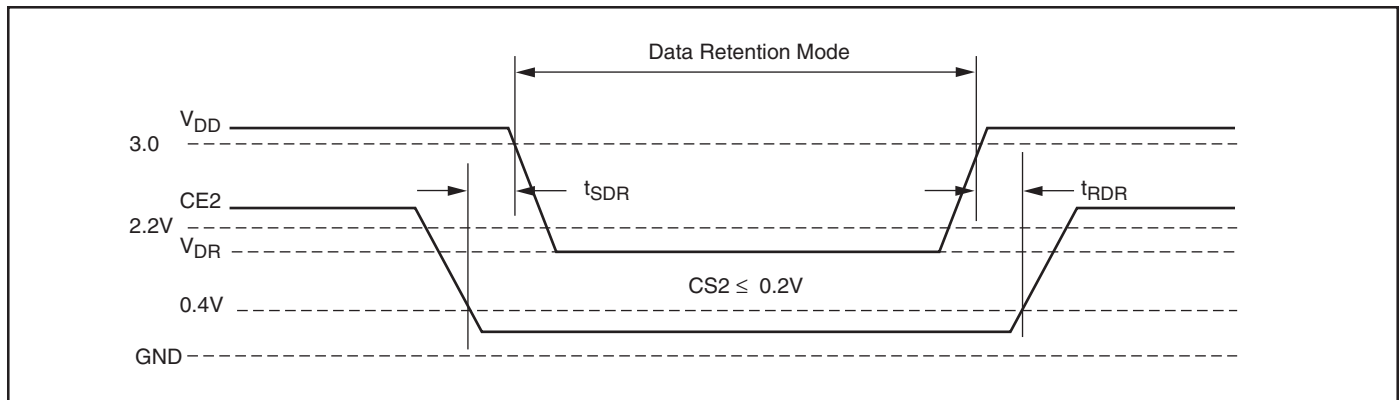 Data Retention Mode
VDD
3.0
tSDR
tRDR
CE2
2.2V
VDR
CS2 ≤ 0.2V
0.4V
GND